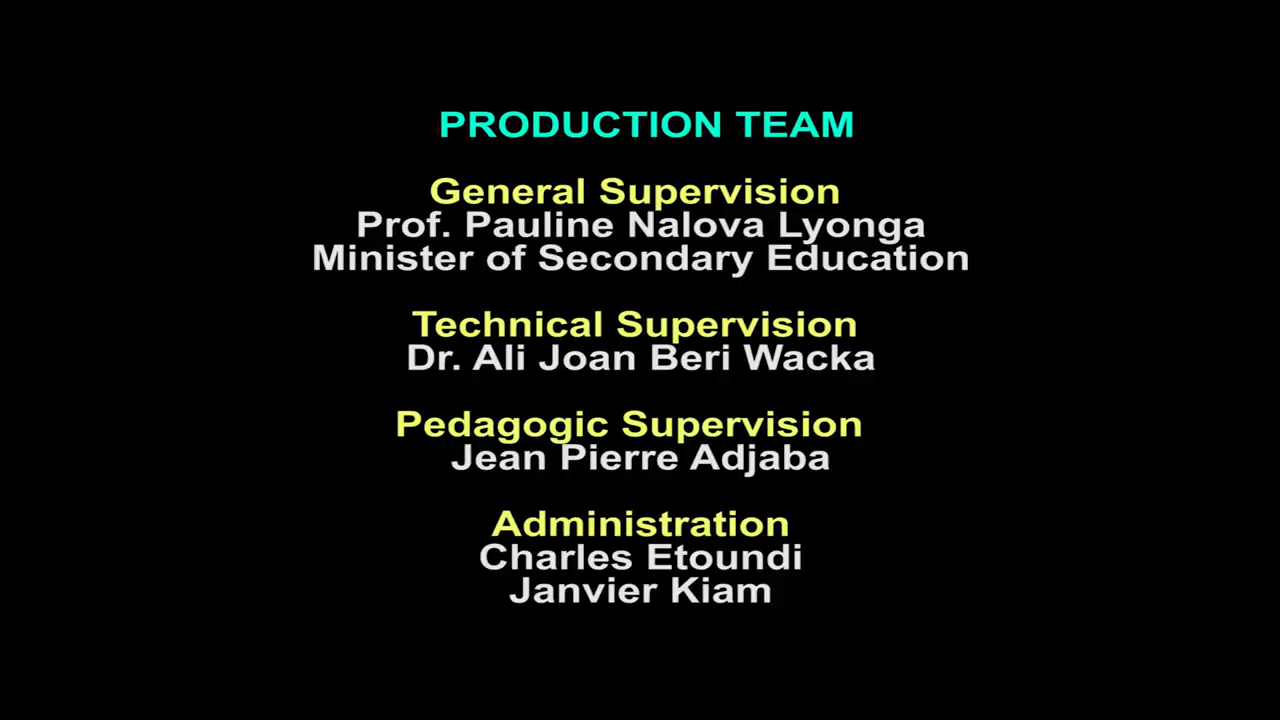 PRODUCTION TEAM
General Supervision
Prof. Pauline Nalova Lyonga
Minister of Secondary Education
Technical Supervision
Dr. Ali Joan Beri Wacka
Pedagogic Supervision
Jean Pierre Adjaba
Administration
Charles Etoundi
Janvier Kiam